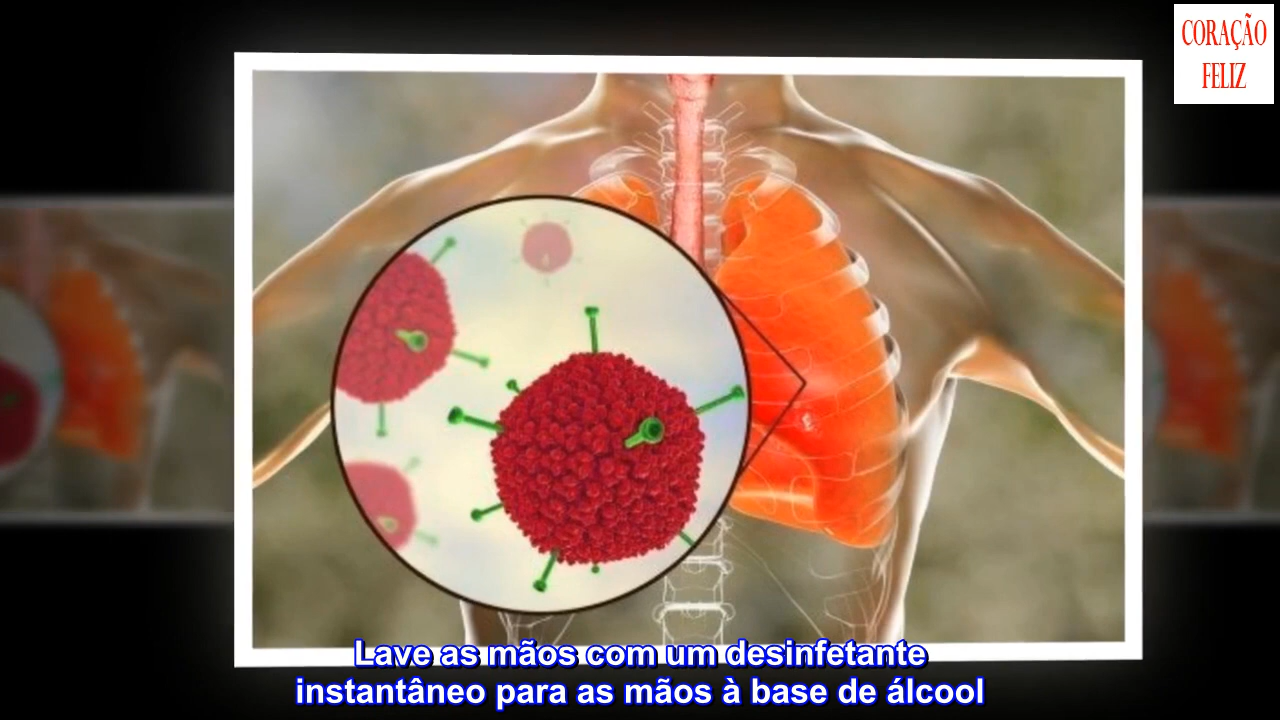 CORAÇÃO
FELIZ
Lave as mãos com um desinfetante
instantâneo para as mãos à base de álcool